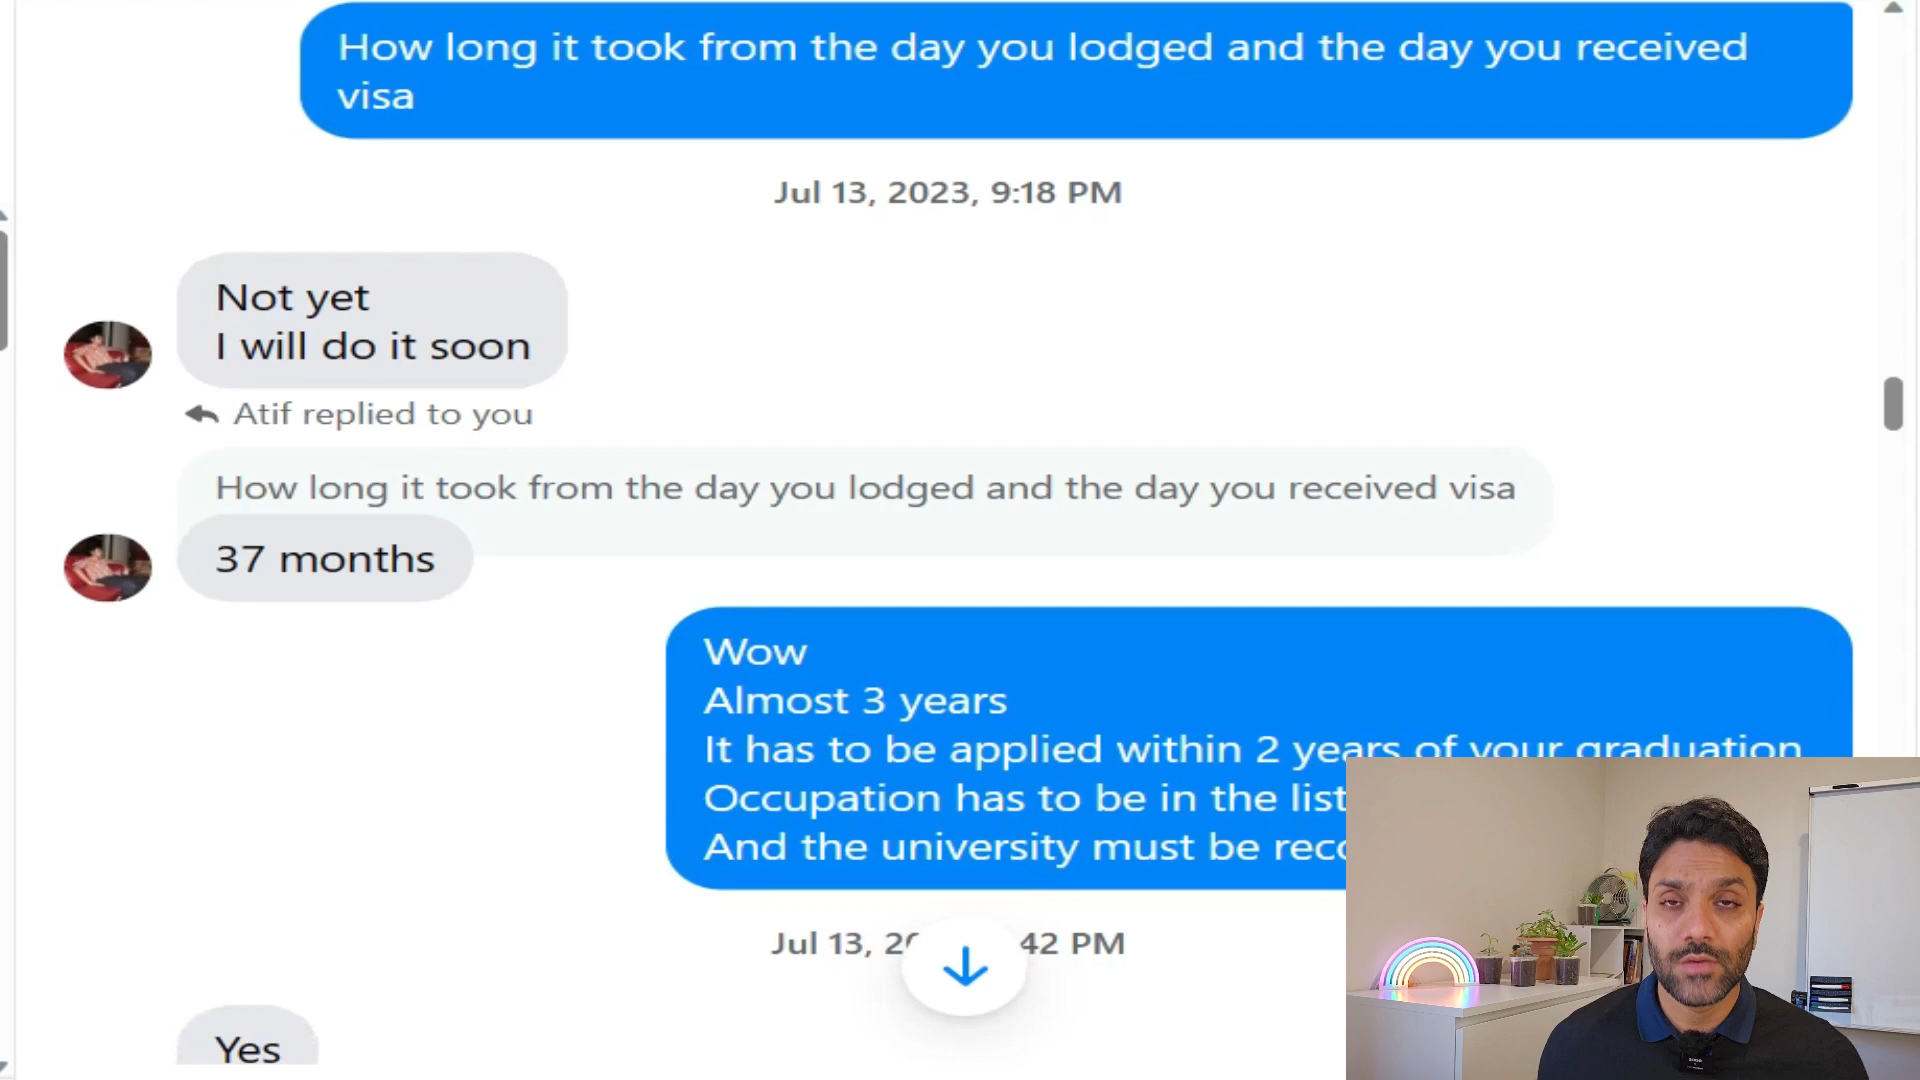 How long it took from the day you lodged and the day you received
visa
Jul 13, 2023, 9:18 PM
Not yet
I will do it soon
Atif replied to you
How long it took from the day you lodged and the day you received visa
37 months
Wow
Almost 3 years
It has to be applied within 2 years of your graduation
Occupation has to be in the list
And the university must be
Jul 13, 42 PM
Yes